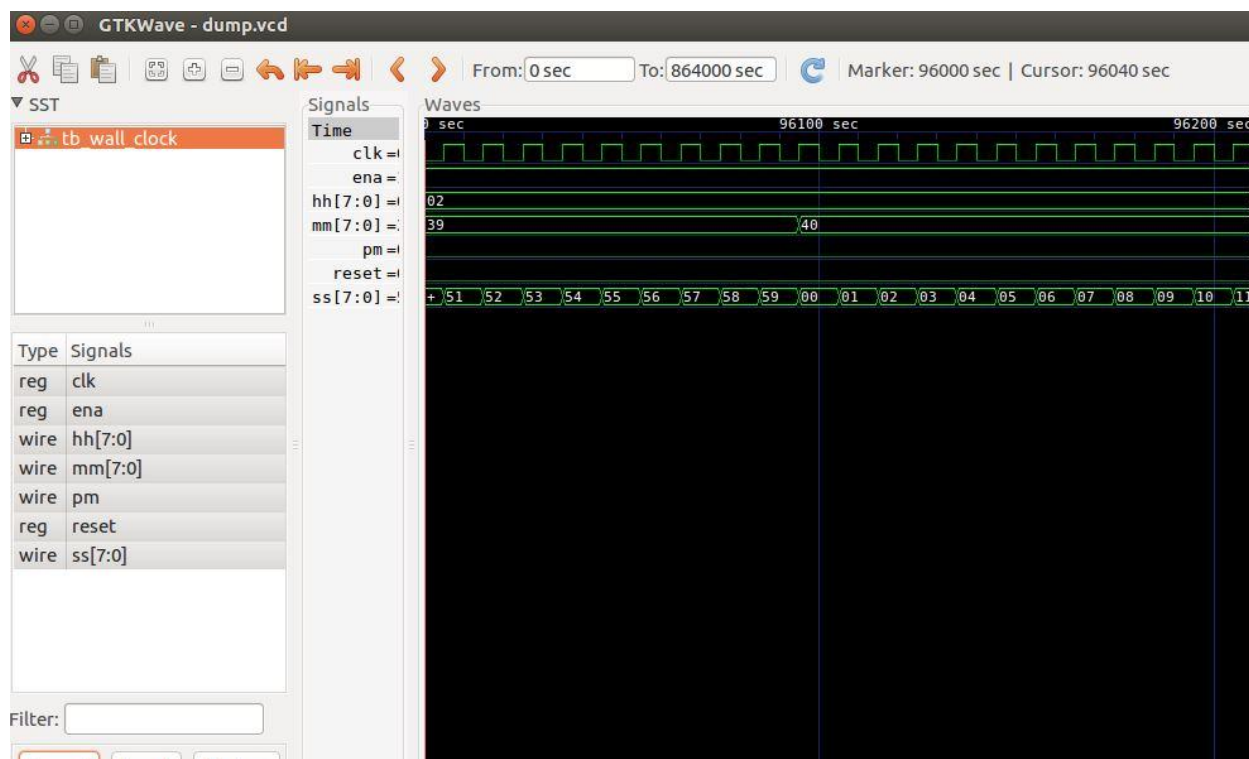 GTKWave - dump.vcd
From: 0 sec To: 864000 sec Marker: 96000 sec | Cursor: 96040 sec
SST
tb_wall_clock
Type Signals
reg clk
reg ena
wire hh[7:0]
wire mm[7:0]
wire pm
reg reset
wire ss[7:0]
Filter:
Signals
Time
clk =
ena =
hh[7:0] =
mm[7:0] =
pm =
reset =
ss[7:0] =
Waves
sec 96100 sec 96200 sec
02
39 40
+ 51 52 53 54 55 56 57 58 59 00 01 02 03 04 05 06 07 08 09 10 11